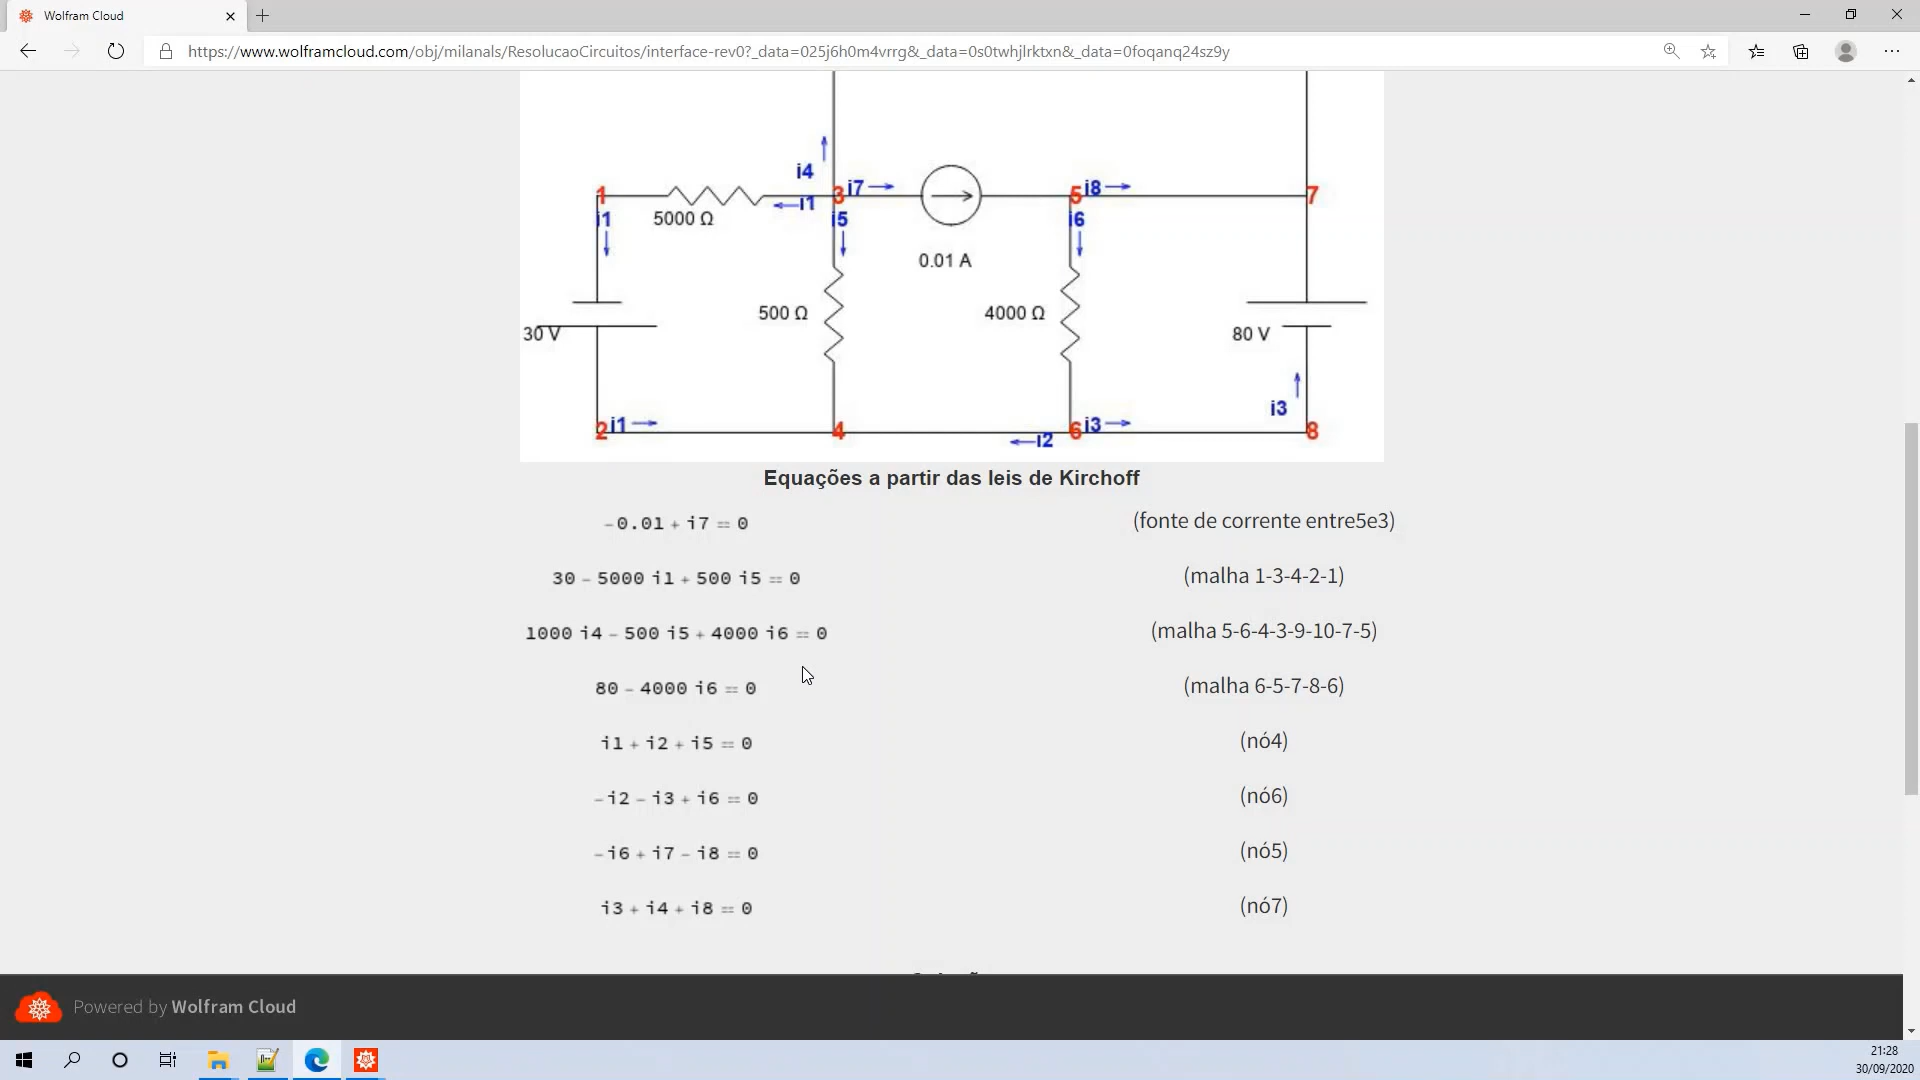 Wolfram Cloud
https://www.wolframcloud.com/obj/milanals/ResolucaoCircuitos/interface-rev0?_data=025j6h0m4vrrg&_data=0s0twhjlrktxn&_data=0foqanq24sz9y
i4
1
3
i7
5
i8
7
i1
i1
5000 Ω
i5
i6
0.01 A
500 Ω
4000 Ω
30 V
80 V
i3
2
i1
4
i2
6
i3
8
Equações a partir das leis de Kirchoff
-0.01 + i7 == 0 (fonte de corrente entre5e3)
30 - 5000 i1 + 500 i5 == 0 (malha 1-3-4-2-1)
1000 i4 - 500 i5 + 4000 i6 == 0 (malha 5-6-4-3-9-10-7-5)
80 - 4000 i6 == 0 (malha 6-5-7-8-6)
i1 + i2 + i5 == 0 (nó4)
-i2 - i3 + i6 == 0 (nó6)
-i6 + i7 - i8 == 0 (nó5)
i3 + i4 + i8 == 0 (nó7)
Powered by Wolfram Cloud
21:28
30/09/2020